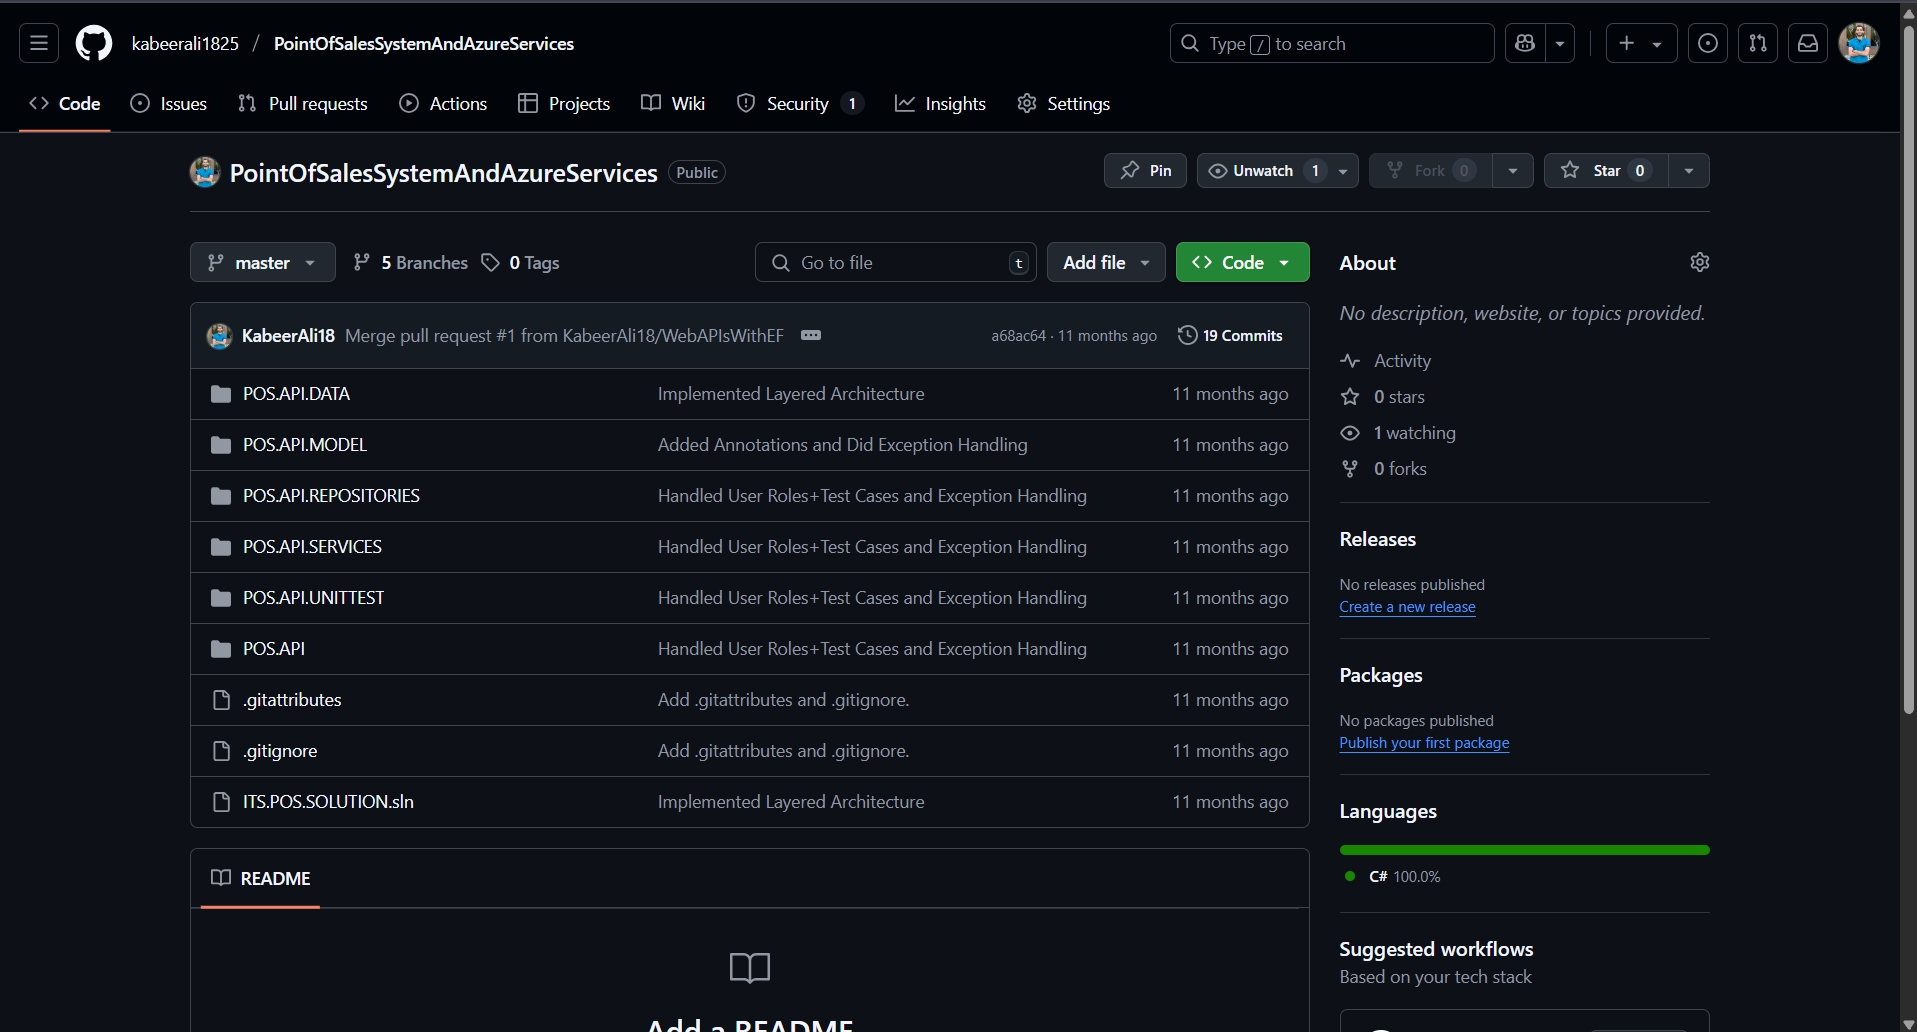 kabeerali1825 / PointOfSalesSystemAndAzureServices
Type / to search
Code Issues Pull requests Actions Projects Wiki Security 1 Insights Settings
PointOfSalesSystemAndAzureServices Public
Pin Unwatch 1 Fork 0 Star 0
master 5 Branches 0 Tags
Go to file t Add file Code
KabeerAli18 Merge pull request #1 from KabeerAli18/WebAPIsWithEF a68ac64 · 11 months ago 19 Commits
POS.API.DATA Implemented Layered Architecture 11 months ago
POS.API.MODEL Added Annotations and Did Exception Handling 11 months ago
POS.API.REPOSITORIES Handled User Roles+Test Cases and Exception Handling 11 months ago
POS.API.SERVICES Handled User Roles+Test Cases and Exception Handling 11 months ago
POS.API.UNITTEST Handled User Roles+Test Cases and Exception Handling 11 months ago
POS.API Handled User Roles+Test Cases and Exception Handling 11 months ago
.gitattributes Add .gitattributes and .gitignore. 11 months ago
.gitignore Add .gitattributes and .gitignore. 11 months ago
ITS.POS.SOLUTION.sln Implemented Layered Architecture 11 months ago
README
Add a README
About
No description, website, or topics provided.
Activity
0 stars
1 watching
0 forks
Releases
No releases published
Create a new release
Packages
No packages published
Publish your first package
Languages
C# 100.0%
Suggested workflows
Based on your tech stack